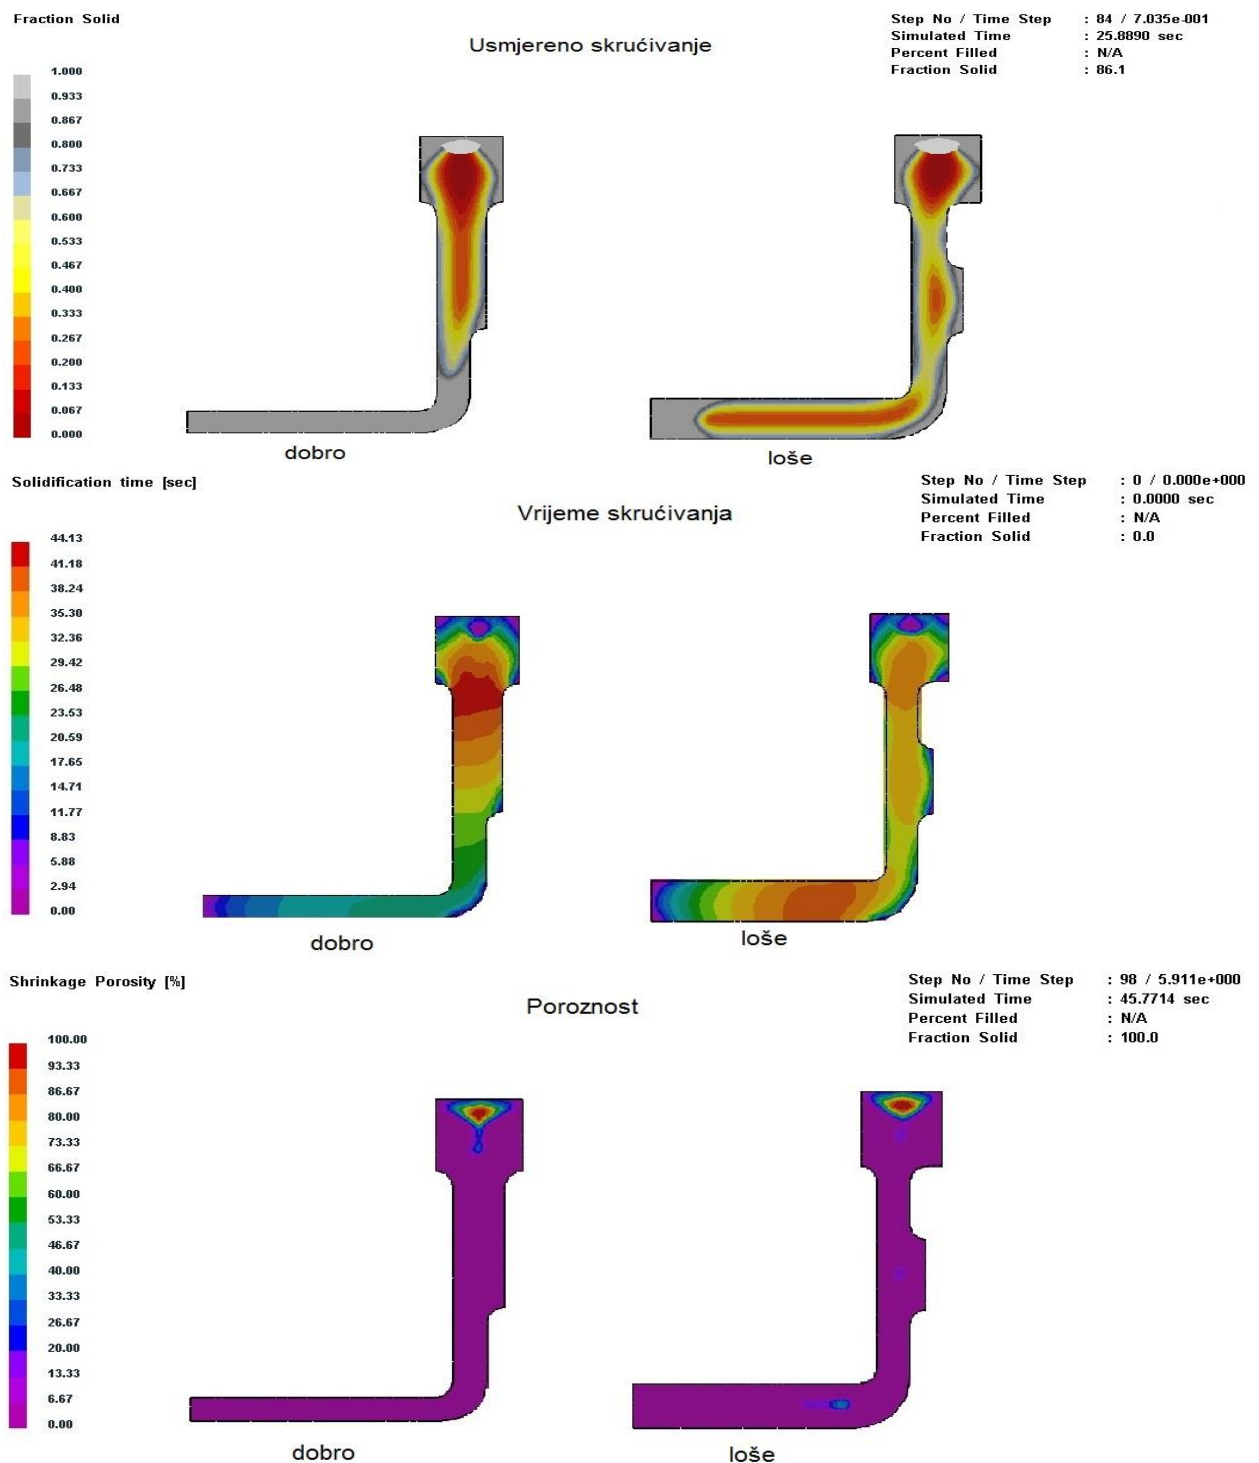 Fraction Solid
Step No / Time Step : 84 / 7.035e-001
Simulated Time : 25.8890 sec
Percent Filled : N/A
Fraction Solid : 86.1
Usmjereno skrućivanje
1.000
0.933
0.867
0.800
0.733
0.667
0.600
0.533
0.467
0.400
0.333
0.267
0.200
0.133
0.067
0.000
dobro
loše
Solidification time [sec]
Step No / Time Step : 0 / 0.000e+000
Simulated Time : 0.0000 sec
Percent Filled : N/A
Fraction Solid : 0.0
Vrijeme skrućivanja
44.13
41.18
38.24
35.30
32.36
29.42
26.48
23.53
20.59
17.65
14.71
11.77
8.83
5.88
2.94
0.00
dobro
loše
Shrinkage Porosity [%]
Step No / Time Step : 98 / 5.911e+000
Simulated Time : 45.7714 sec
Percent Filled : N/A
Fraction Solid : 100.0
Poroznost
100.00
93.33
86.67
80.00
73.33
66.67
60.00
53.33
46.67
40.00
33.33
26.67
20.00
13.33
6.67
0.00
dobro
loše